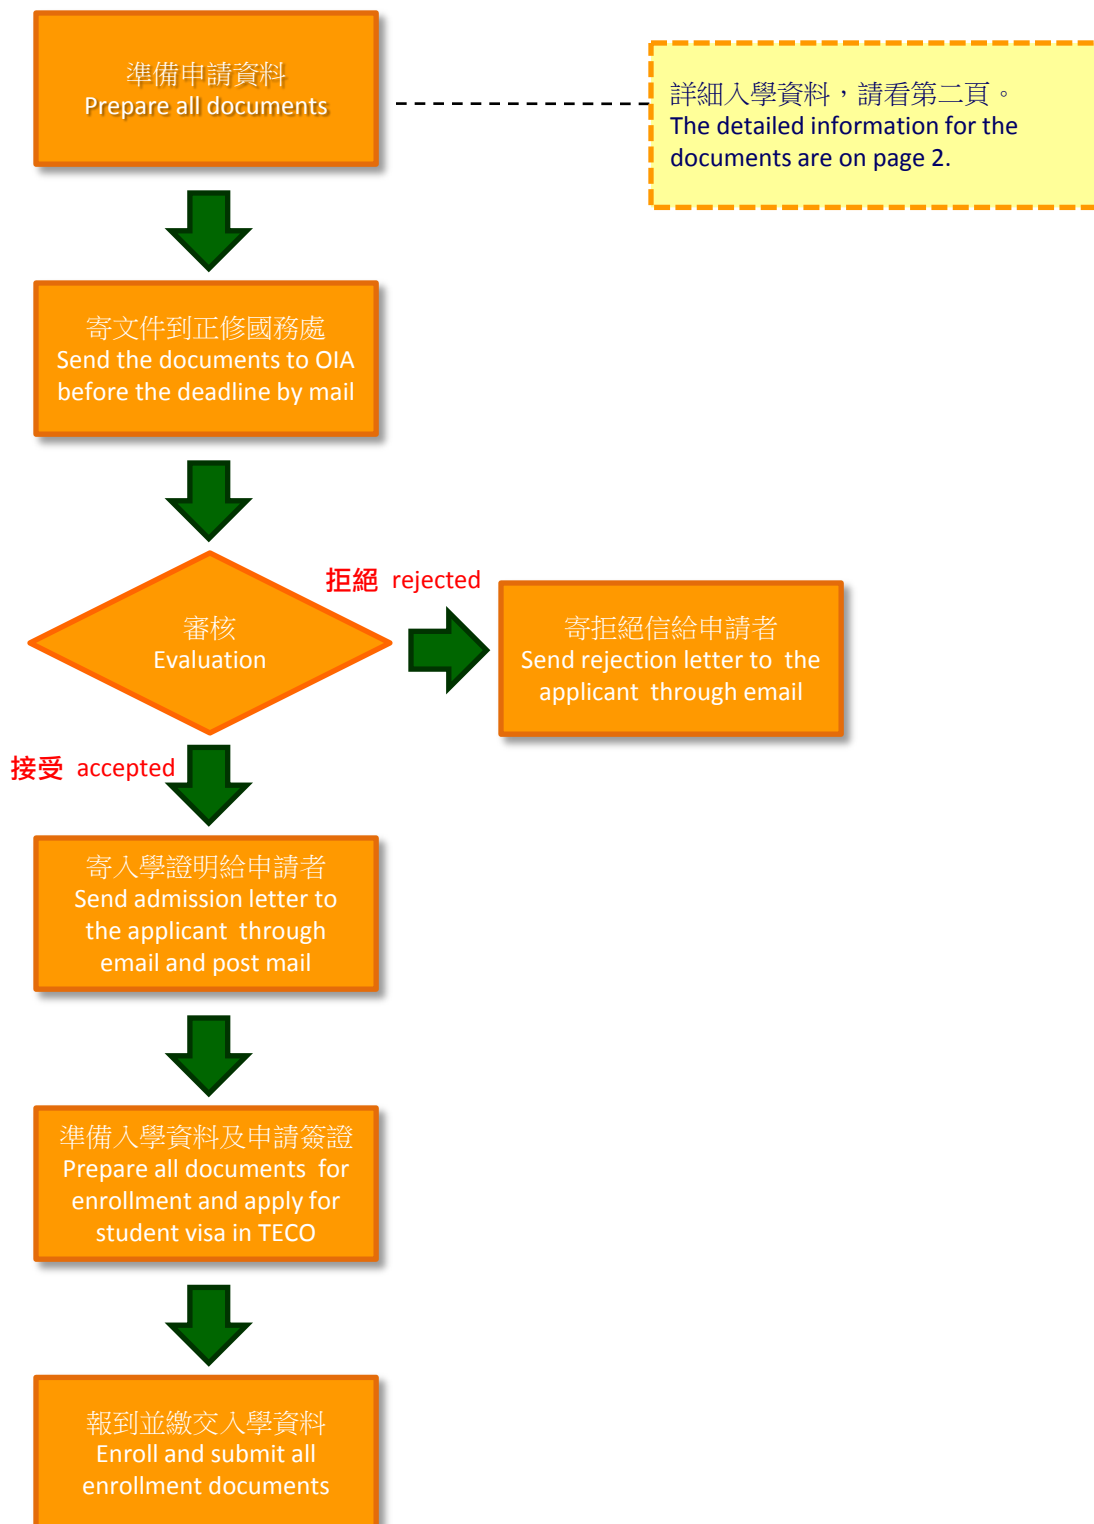 準備申請資料
Prepare all documents
詳細入學資料，請看第二頁。
The detailed information for the
documents are on page 2.
寄文件到正修國務處
Send the documents to OIA
before the deadline by mail
審核
Evaluation
拒絕 rejected
寄拒絕信給申請者
Send rejection letter to the
applicant through email
接受 accepted
寄入學證明給申請者
Send admission letter to
the applicant through
email and post mail
準備入學資料及申請簽證
Prepare all documents for
enrollment and apply for
student visa in TECO
報到並繳交入學資料
Enroll and submit all
enrollment documents